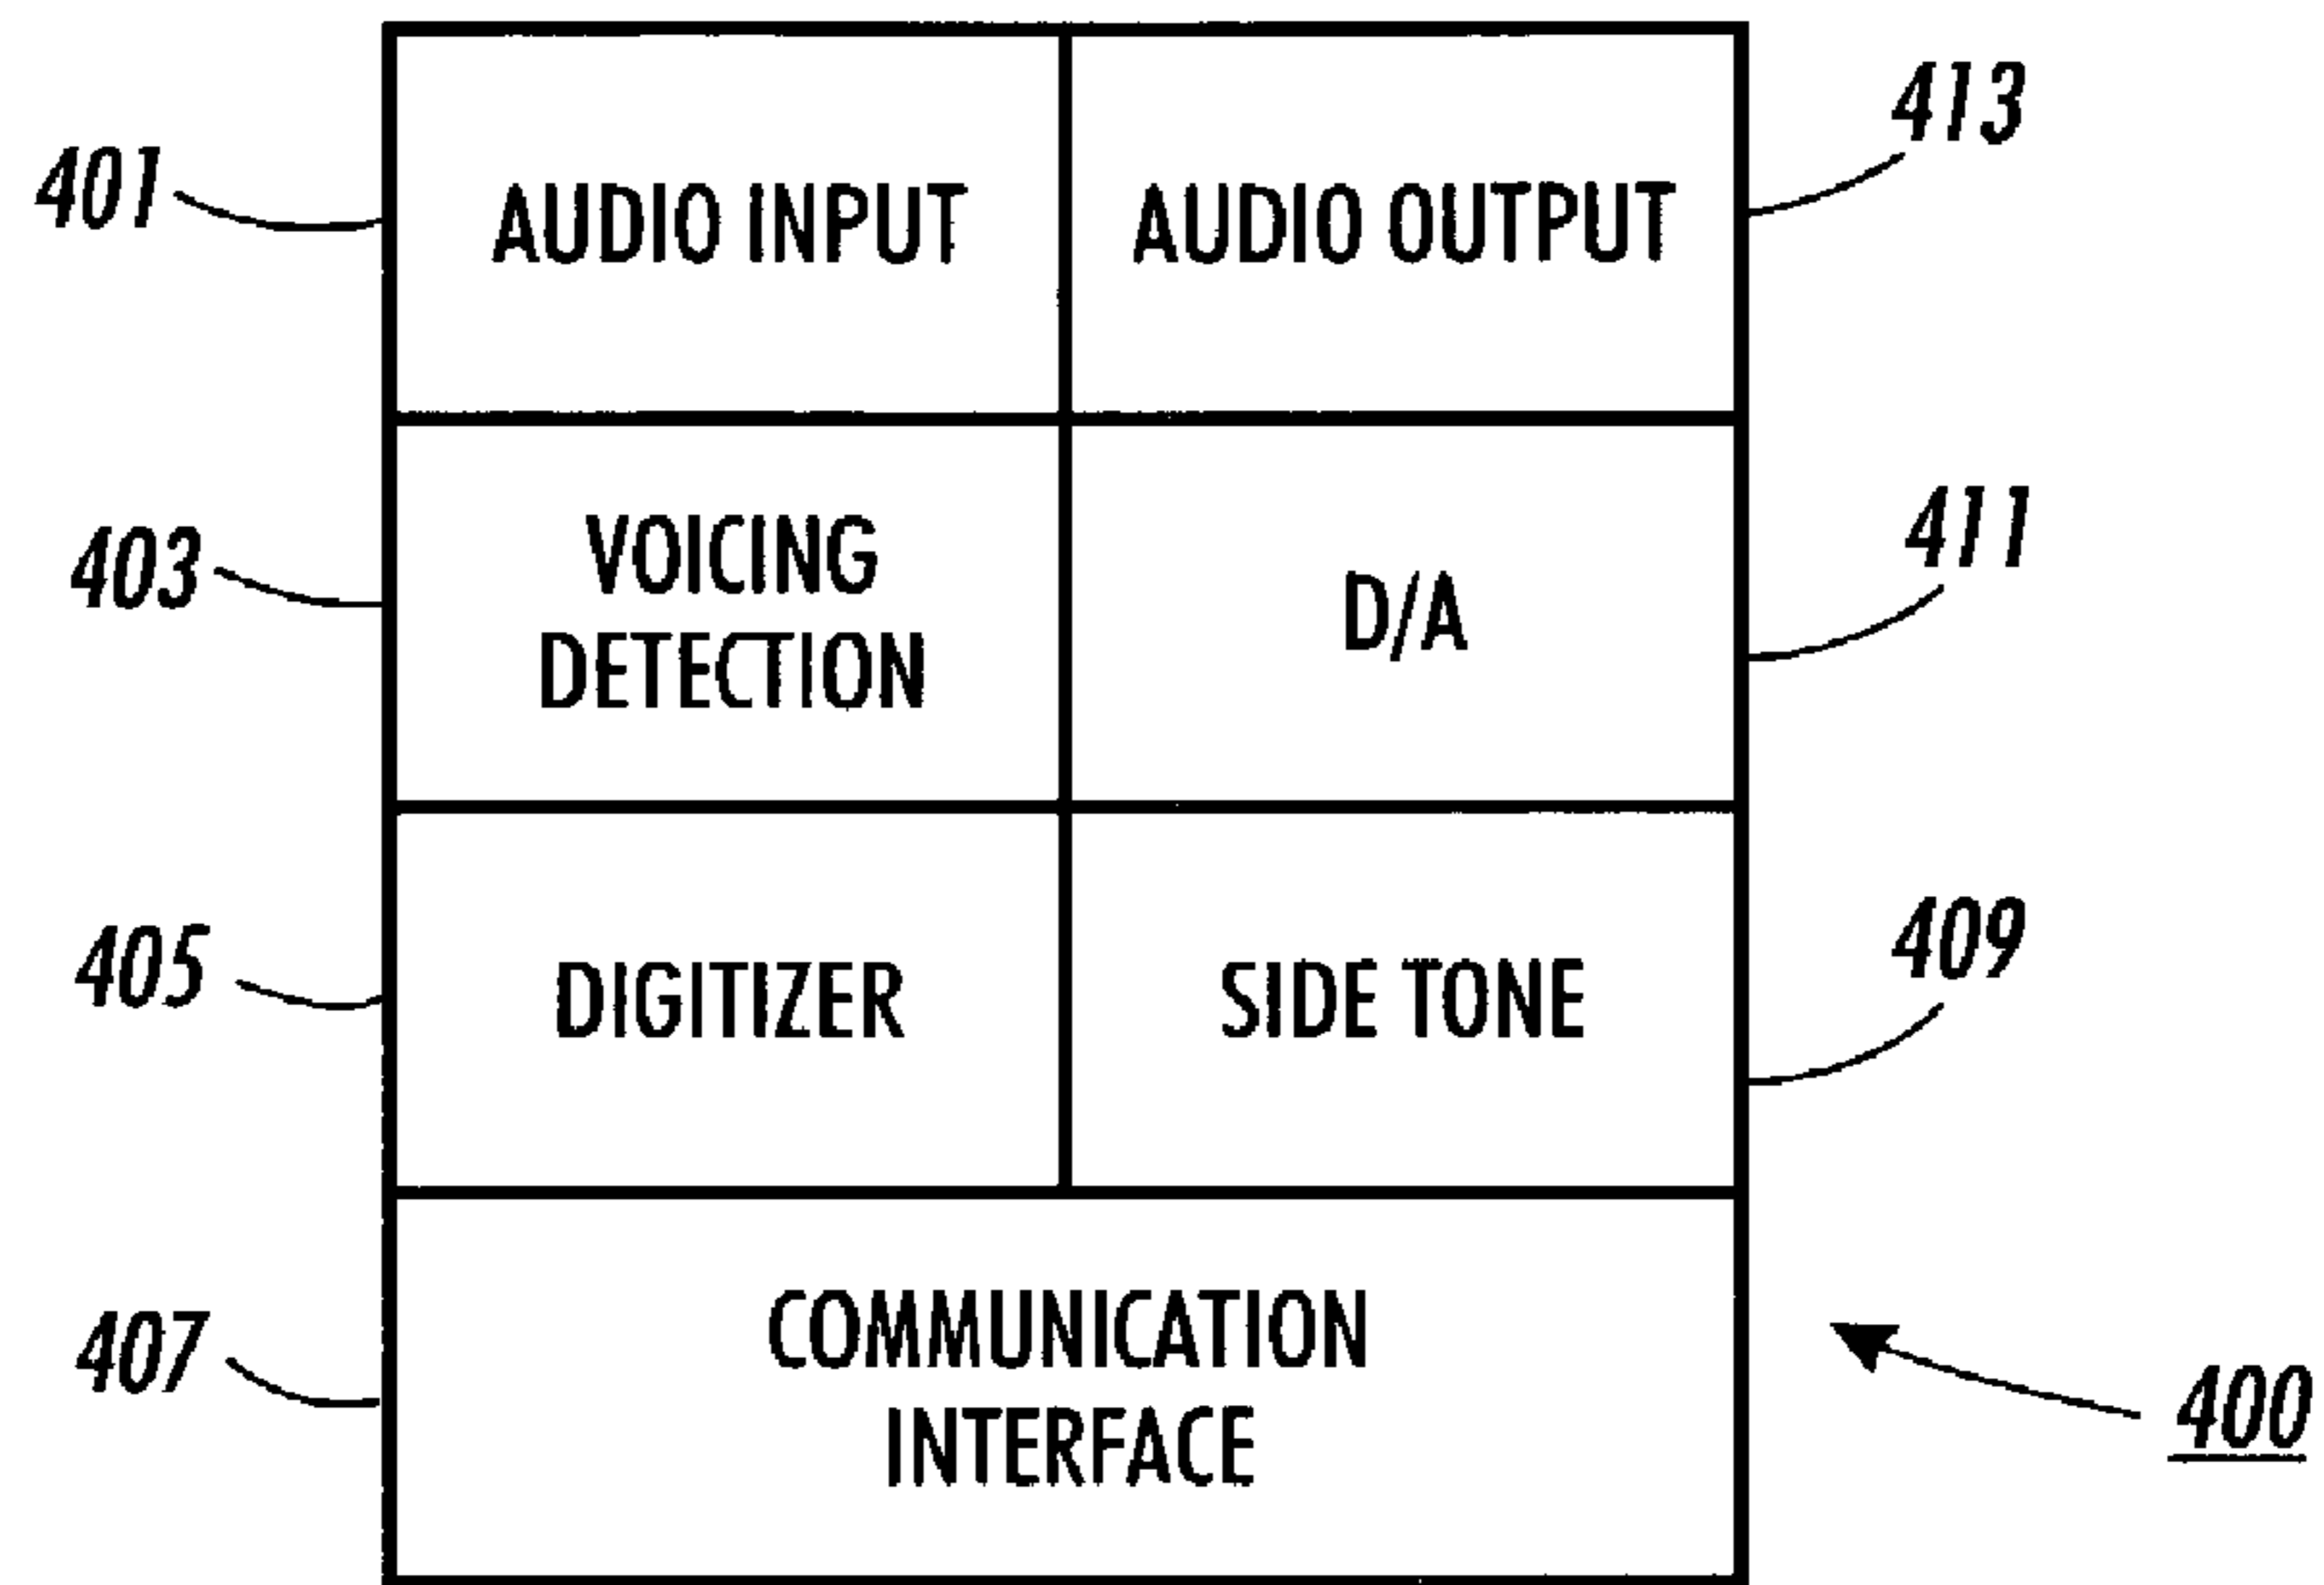 401
AUDIO INPUT
AUDIO OUTPUT
413
403
VOICING
DETECTION
D/A
411
405
DIGITIZER
SIDE TONE
409
407
COMMUNICATION
INTERFACE
400